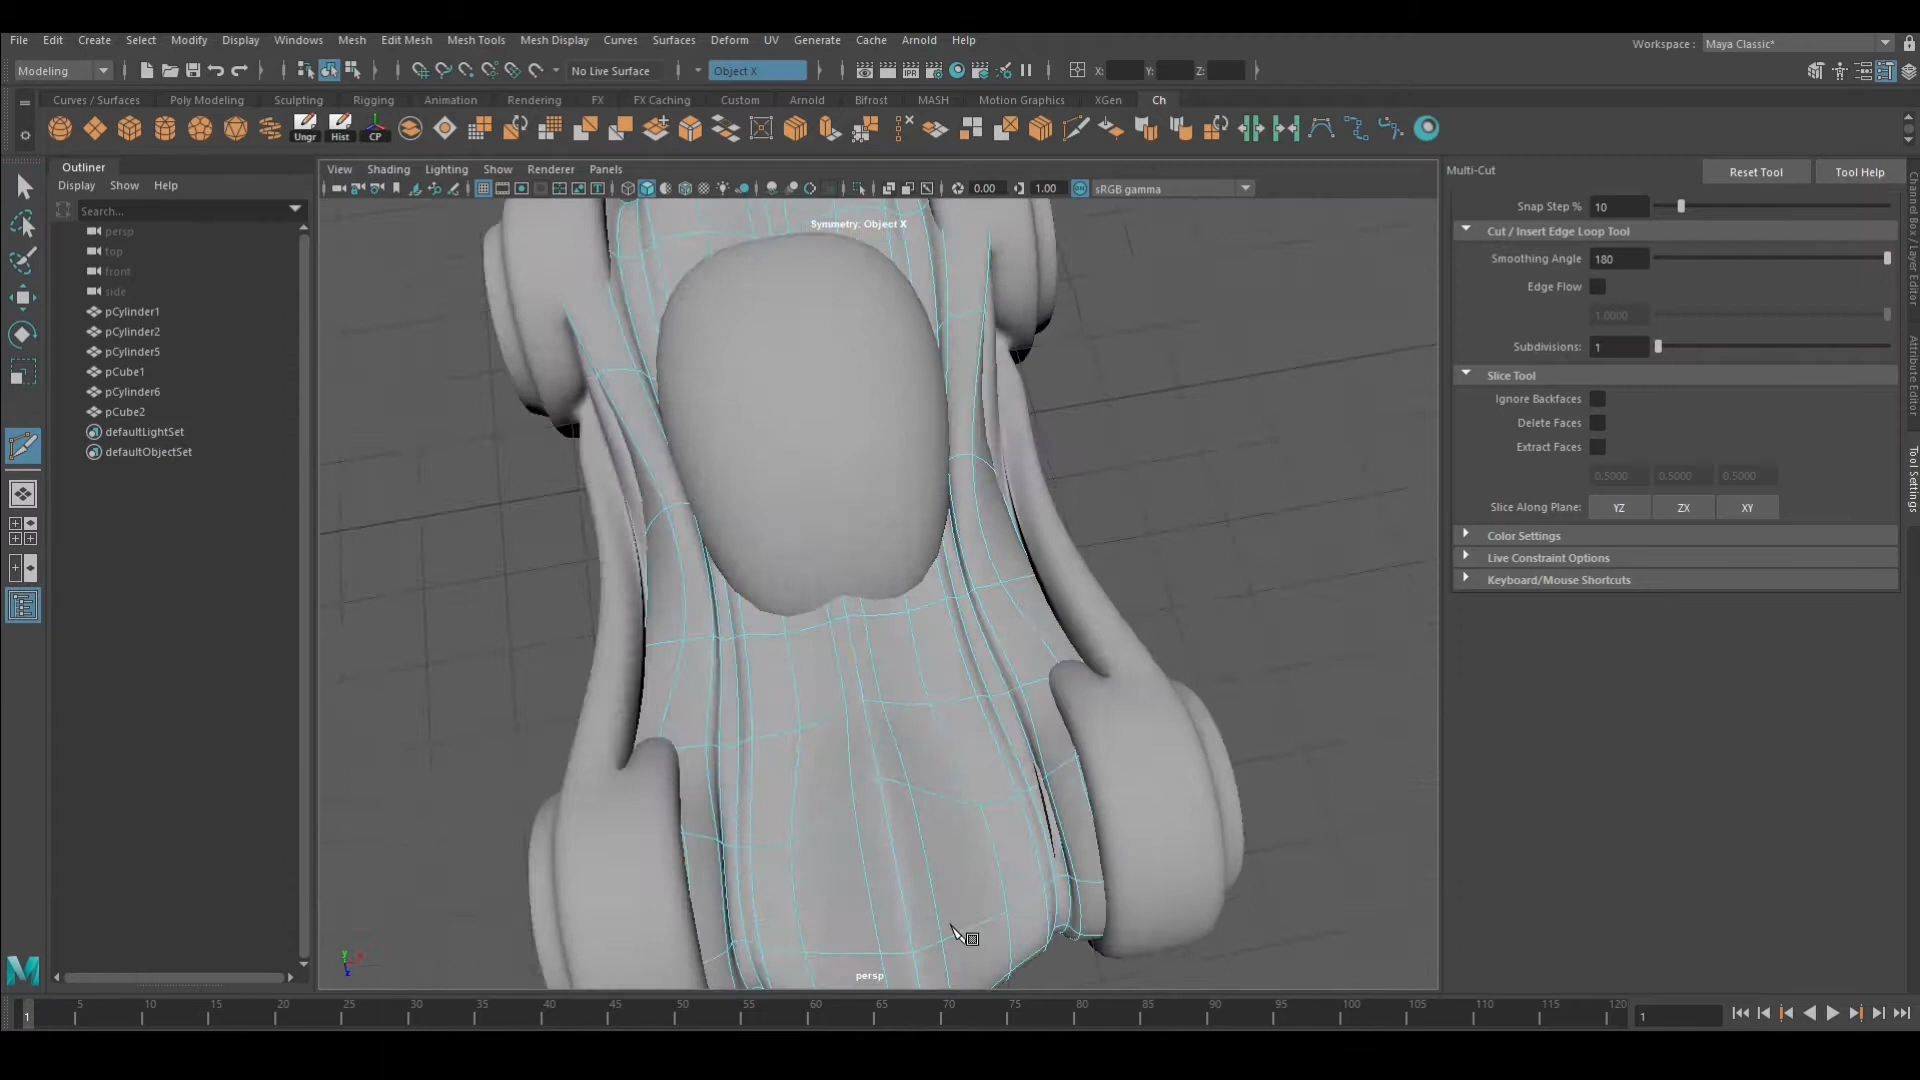 File Edit Create Select Modify Display Windows Mesh Edit Mesh Mesh Tools Mesh Display Curves Surfaces Deform UV Generate Cache Arnold Help
Workspace : Maya Classic*
Modeling No Live Surface Object X X: Y: Z:
Curves / Surfaces Poly Modeling Sculpting Rigging Animation Rendering FX FX Caching Custom Arnold Bifrost MASH Motion Graphics XGen Ch
Ungr Hist CP
IPR
Outliner
Display Show Help
Search...
persp
top
front
side
pCylinder1
pCylinder2
pCylinder5
pCube1
pCylinder6
pCube2
defaultLightSet
defaultObjectSet
View Shading Lighting Show Renderer Panels
0.00 1.00 sRGB gamma
Symmetry: Object X
persp
Multi-Cut Reset Tool Tool Help
Snap Step % 10
Cut / Insert Edge Loop Tool
Smoothing Angle 180
Edge Flow
1.0000
Subdivisions: 1
Slice Tool
Ignore Backfaces
Delete Faces
Extract Faces
0.5000 0.5000 0.5000
Slice Along Plane: YZ ZX XY
Color Settings
Live Constraint Options
Keyboard/Mouse Shortcuts
Channel Box / Layer Editor
Attribute Editor
Tool Settings
5 10 15 20 25 30 35 40 45 50 55 60 65 70 75 80 85 90 95 100 105 110 115 120
1
1